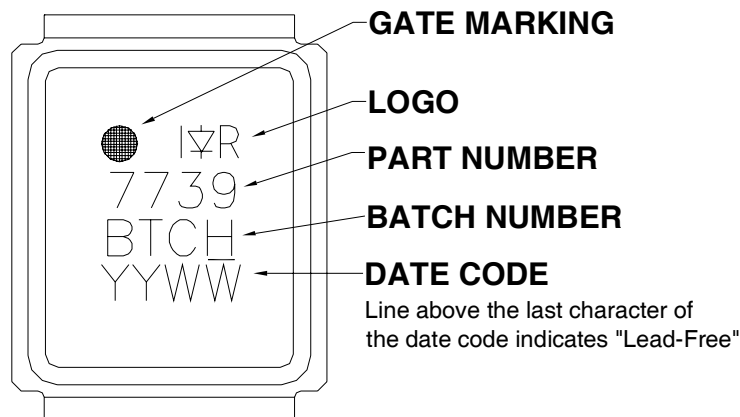 GATE MARKING
I R
LOGO
7739
PART NUMBER
BTCH
BATCH NUMBER
YYWW
DATE CODE
Line above the last character of
the date code indicates "Lead-Free"